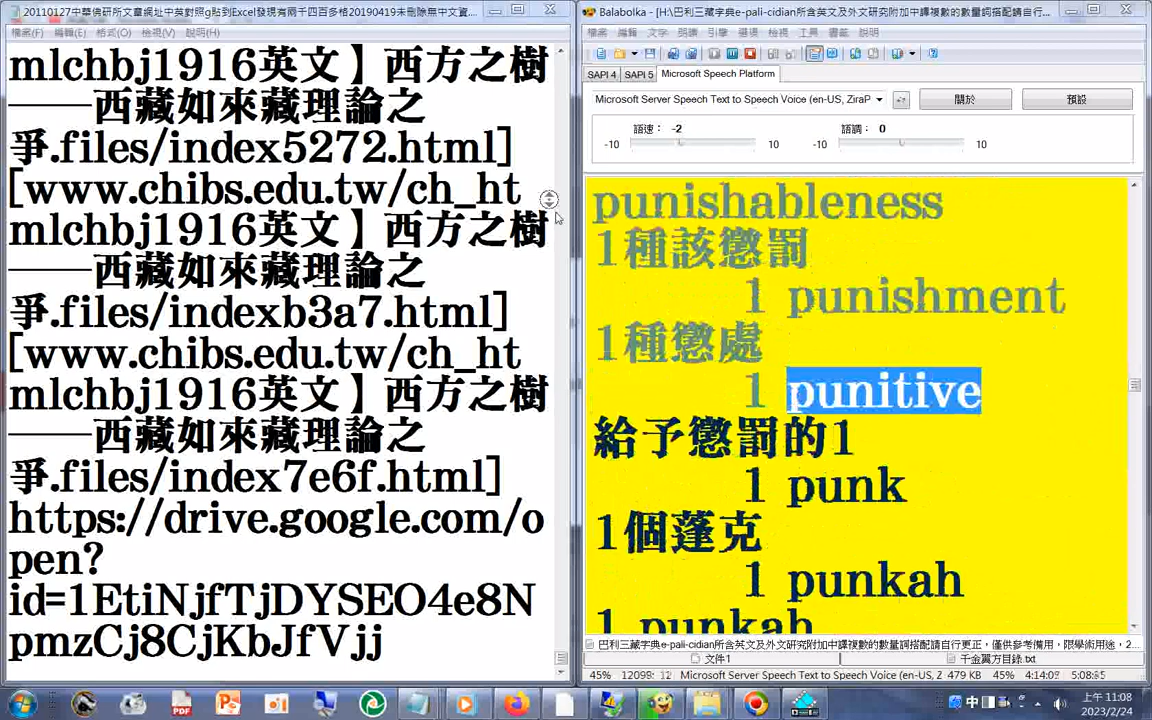 20110127中華佛研所文章網址中英對照g點到Excel發現有兩千四百多格20190419未刪除無中文資...
檔案(F) 編輯(E) 格式(O) 檢視(V) 說明(H)
mlchbj1916英文】西方之樹
——西藏如來藏理論之
爭.files/index5272.html]
[www.chibs.edu.tw/ch_ht
mlchbj1916英文】西方之樹
——西藏如來藏理論之
爭.files/indexb3a7.html]
[www.chibs.edu.tw/ch_ht
mlchbj1916英文】西方之樹
——西藏如來藏理論之
爭.files/index7e6f.html]
https://drive.google.com/o
pen?
id=1EtiNjfTjDYSEO4e8N
pmzCj8CjKbJfVjj
Balabolka - [H:\巴利三藏字典e-pali-cidian所含英文及外文研究附加中譯複數的數量詞搭配請自行...
檔案 編輯 文字 朗讀 引擎 選項 檢視 工具 書籤 說明
SAPI 4 SAPI 5 Microsoft Speech Platform
Microsoft Server Speech Text to Speech Voice (en-US, ZiraP
關於 預設
語速： -2 語調： 0
-10 10 -10 10
punishableness
1種該懲罰
1 punishment
1種懲處
1 punitive
給予懲罰的1
1 punk
1個蓬克
1 punkah
1 punkah
巴利三藏字典e-pali-cidian所含英文及外文研究附加中譯複數的數量詞搭配請自行更正，僅供參考備用，限學術用途，2...
文件1 千金翼方目錄.txt
45% Microsoft Server Speech Text to Speech Voice (en-US, 479 KB 45% 4:14:07
上午 11:08
2023/2/24